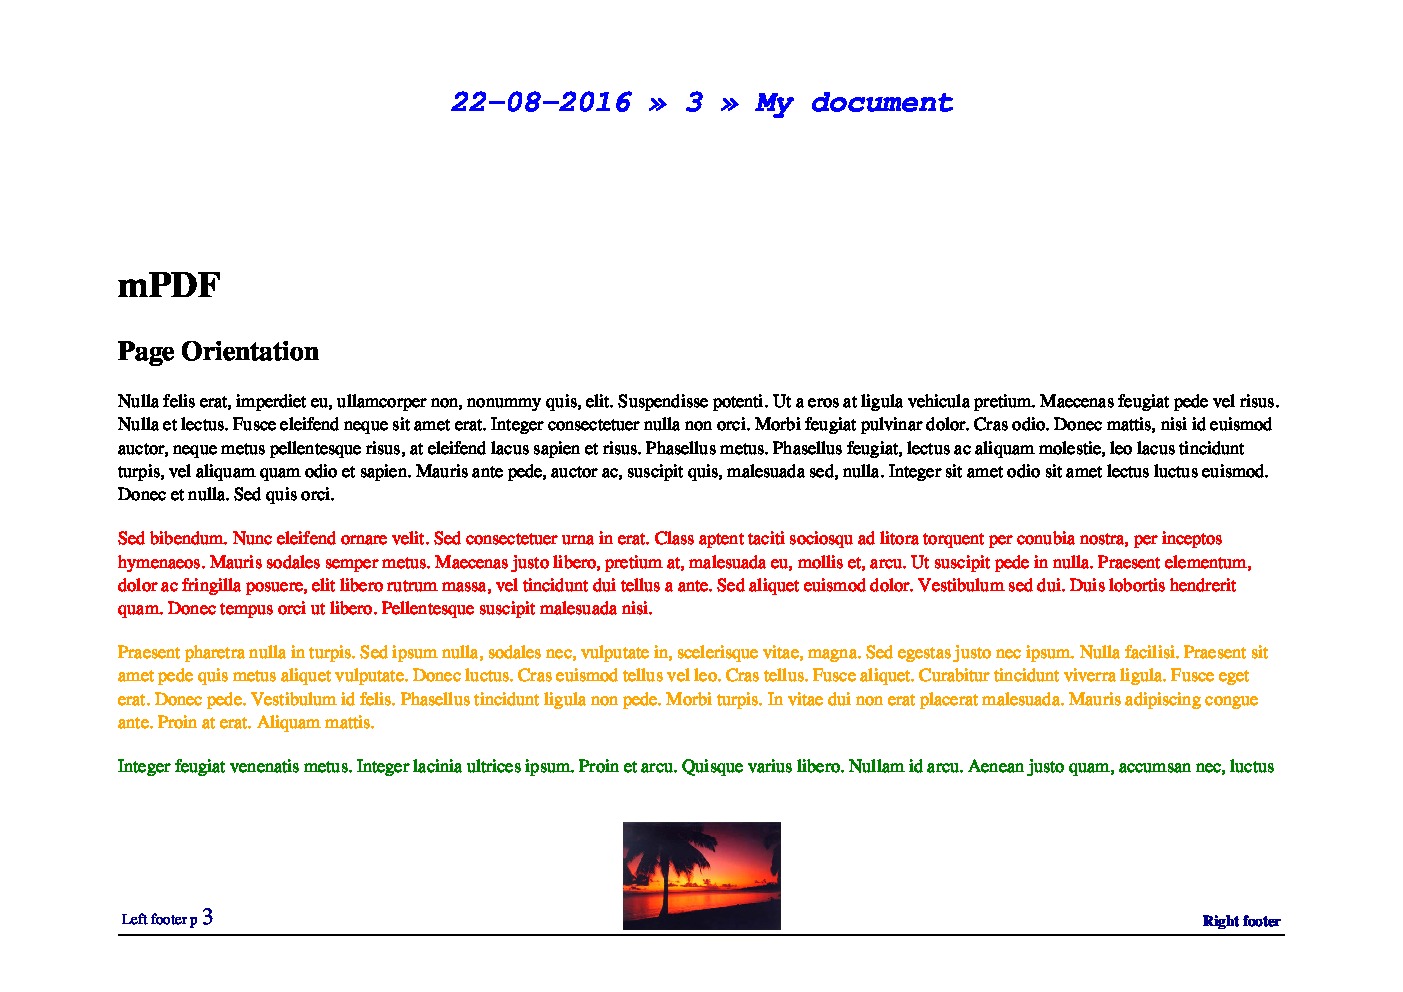 22-08-2016 » 3 » My document
mPDF
Page Orientation
Nulla felis erat, imperdiet eu, ullamcorper non, nonummy quis, elit. Suspendisse potenti. Ut a eros at ligula vehicula pretium. Maecenas feugiat pede vel risus.
Nulla et lectus. Fusce eleifend neque sit amet erat. Integer consectetuer nulla non orci. Morbi feugiat pulvinar dolor. Cras odio. Donec mattis, nisi id euismod
auctor, neque metus pellentesque risus, at eleifend lacus sapien et risus. Phasellus metus. Phasellus feugiat, lectus ac aliquam molestie, leo lacus tincidunt
turpis, vel aliquam quam odio et sapien. Mauris ante pede, auctor ac, suscipit quis, malesuada sed, nulla. Integer sit amet odio sit amet lectus luctus euismod.
Donec et nulla. Sed quis orci.
Sed bibendum. Nunc eleifend ornare velit. Sed consectetuer urna in erat. Class aptent taciti sociosqu ad litora torquent per conubia nostra, per inceptos
hymenaeos. Mauris sodales semper metus. Maecenas justo libero, pretium at, malesuada eu, mollis et, arcu. Ut suscipit pede in nulla. Praesent elementum,
dolor ac fringilla posuere, elit libero rutrum massa, vel tincidunt dui tellus a ante. Sed aliquet euismod dolor. Vestibulum sed dui. Duis lobortis hendrerit
quam. Donec tempus orci ut libero. Pellentesque suscipit malesuada nisi.
Praesent pharetra nulla in turpis. Sed ipsum nulla, sodales nec, vulputate in, scelerisque vitae, magna. Sed egestas justo nec ipsum. Nulla facilisi. Praesent sit
amet pede quis metus aliquet vulputate. Donec luctus. Cras euismod tellus vel leo. Cras tellus. Fusce aliquet. Curabitur tincidunt viverra ligula. Fusce eget
erat. Donec pede. Vestibulum id felis. Phasellus tincidunt ligula non pede. Morbi turpis. In vitae dui non erat placerat malesuada. Mauris adipiscing congue
ante. Proin at erat. Aliquam mattis.
Integer feugiat venenatis metus. Integer lacinia ultrices ipsum. Proin et arcu. Quisque varius libero. Nullam id arcu. Aenean justo quam, accumsan nec, luctus
Left footer p 3
Right footer